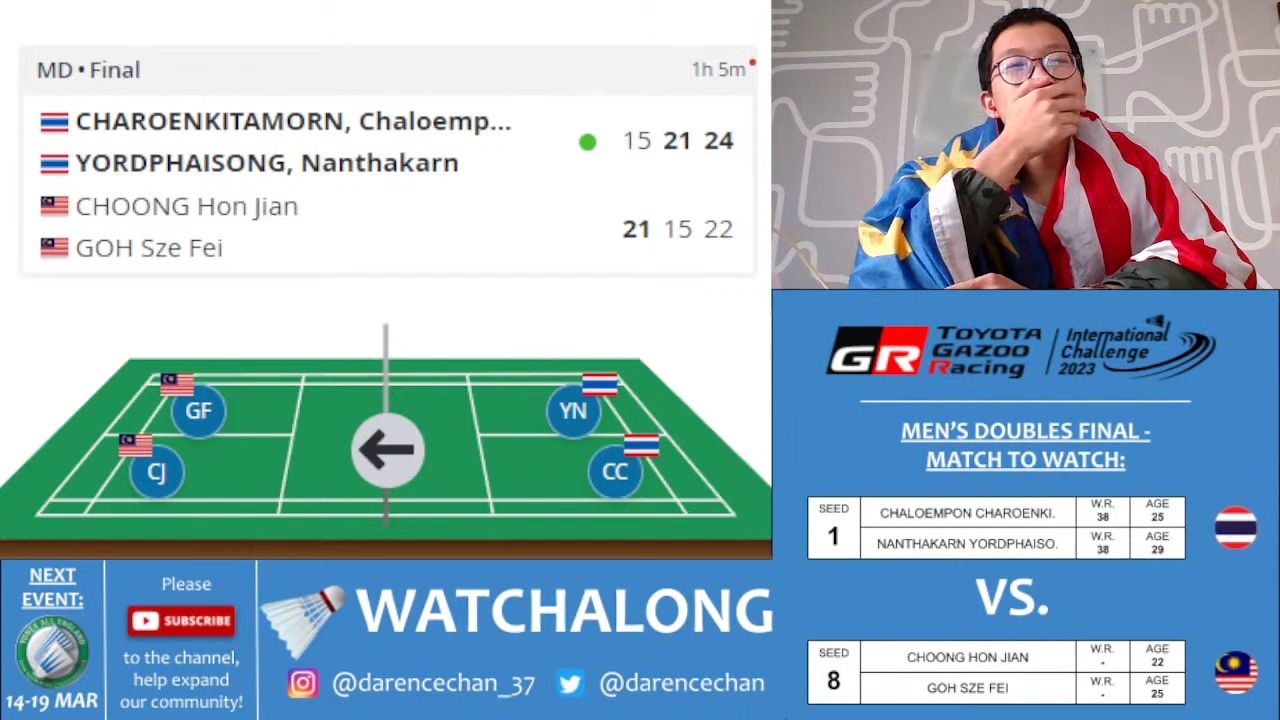 MD • Final
1h 5m
CHAROENKITAMORN, Chaloemp...
YORDPHAISONG, Nanthakarn
15 21 24
CHOONG Hon Jian
GOH Sze Fei
21 15 22
GF
YN
CJ
CC
GR TOYOTA GAZOO Racing
International Challenge 2023
MEN'S DOUBLES FINAL -
MATCH TO WATCH:
SEED 1
CHALOEMPON CHAROENKI.
W.R. 38
AGE 25
NANTHAKARN YORDPHAISO.
W.R. 38
AGE 29
VS.
SEED 8
CHOONG HON JIAN
W.R. -
AGE 22
GOH SZE FEI
W.R. -
AGE 25
NEXT
EVENT:
14-19 MAR
Please
SUBSCRIBE
to the channel,
help expand
our community!
WATCHALONG
@darencechan_37
@darencechan